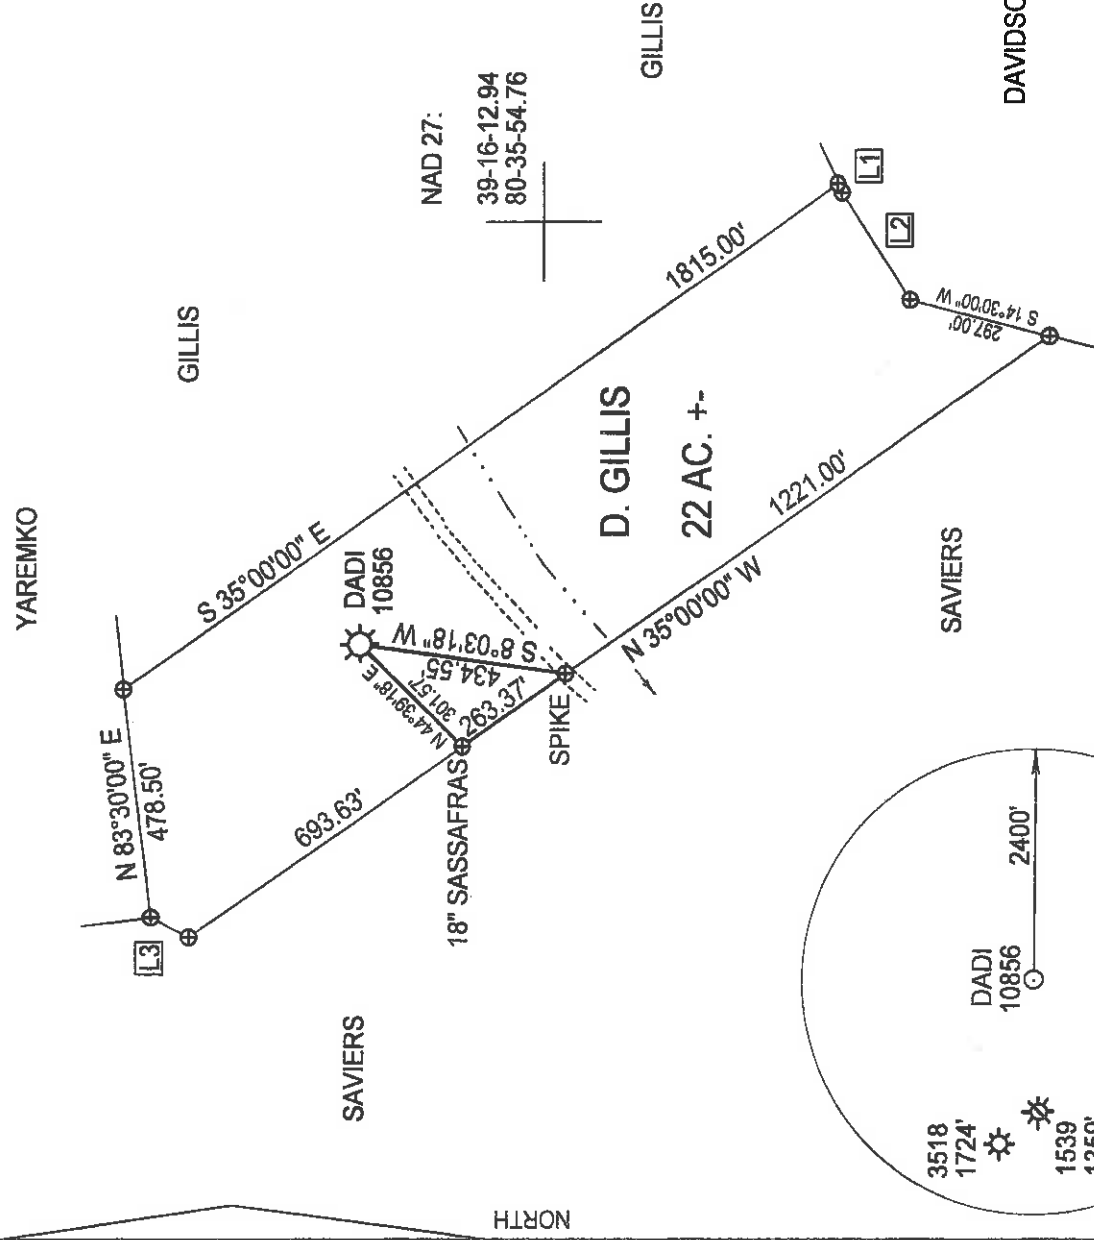 YAREMKO
GILLIS
GILLIS
NAD 27:
39-16-12.94
80-35-54.76
N 83°30'00" E
478.50'
L3
S 35°00'00" E
1815.00'
L1
L2
S 14°30'00" W
297.00'
DADI
10856
N 44°39'18" E
301.57'
S 8°03'18" W
434.55'
693.63'
18" SASSAFRAS
263.37'
SPIKE
D. GILLIS
22 AC. +-
N 35°00'00" W
1221.00'
SAVIERS
SAVIERS
DADI
10856
2400'
3518
1724'
1539
NORTH